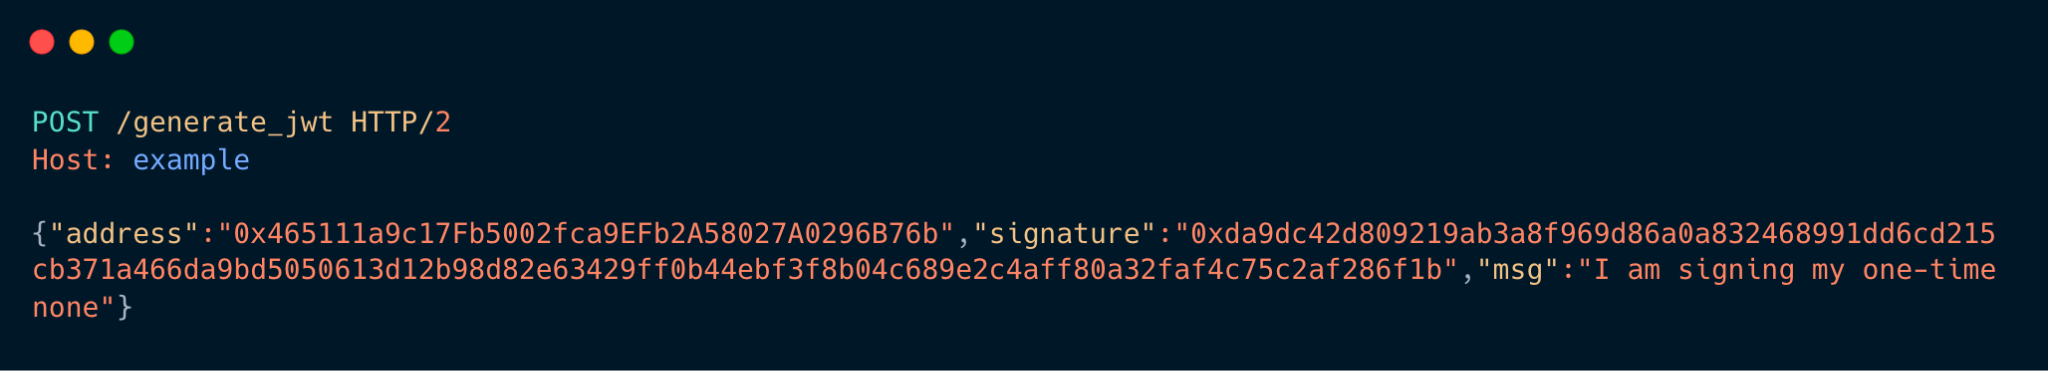 POST /generate_jwt HTTP/2
Host: example
{"address":"0x465111a9c17Fb5002fca9EFb2A58027A0296B76b","signature":"0xda9dc42d809219ab3a8f969d86a0a832468991dd6cd215
cb371a466da9bd5050613d12b98d82e63429ff0b44ebf3f8b04c689e2c4aff80a32faf4c75c2af286f1b","msg":"I am signing my one-time
none"}